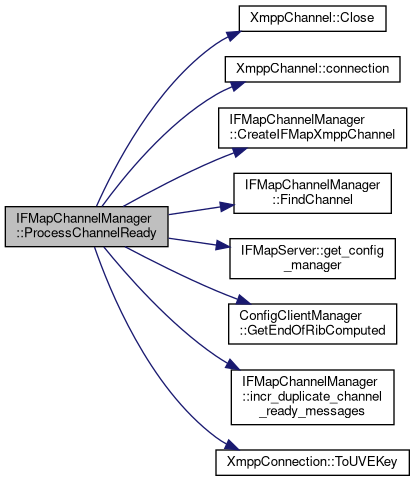 IFMapChannelManager
::ProcessChannelReady
XmppChannel::Close
XmppChannel::connection
IFMapChannelManager
::CreateIFMapXmppChannel
IFMapChannelManager
::FindChannel
IFMapServer::get_config
_manager
ConfigClientManager
::GetEndOfRibComputed
IFMapChannelManager
::incr_duplicate_channel
_ready_messages
XmppConnection::ToUVEKey